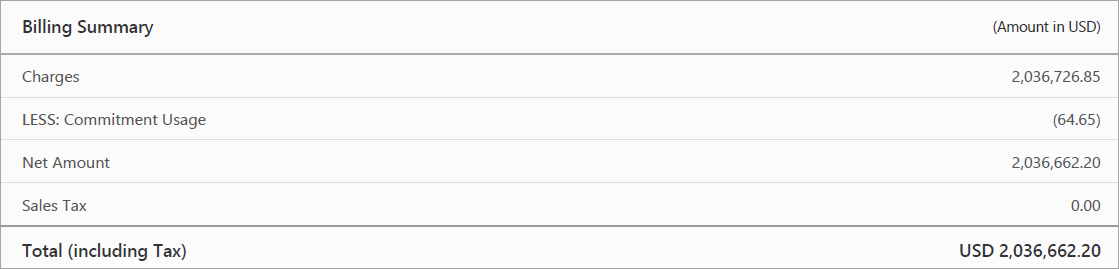 Billing Summary (Amount in USD)
Charges 2,036,726.85
LESS: Commitment Usage (64.65)
Net Amount 2,036,662.20
Sales Tax 0.00
Total (including Tax) USD 2,036,662.20